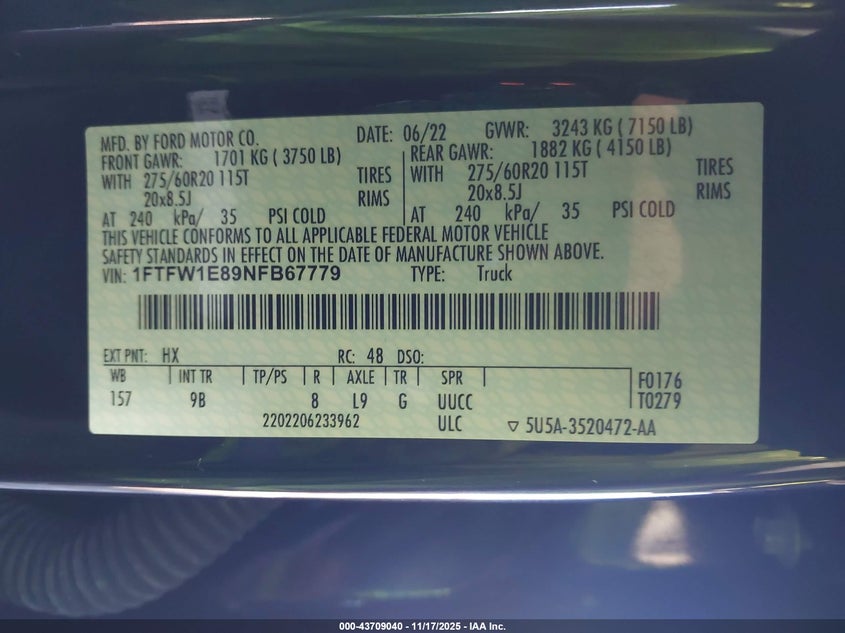 MFD. BY FORD MOTOR CO. DATE: 06/22 GVWR: 3243 KG ( 7150 LB)
FRONT GAWR: 1701 KG ( 3750 LB) REAR GAWR: 1882 KG ( 4150 LB)
WITH 275/60R20 115T TIRES WITH 275/60R20 115T TIRES
20x8.5J RIMS 20x8.5J RIMS
AT 240 kPa/ 35 PSI COLD AT 240 kPa/ 35 PSI COLD
THIS VEHICLE CONFORMS TO ALL APPLICABLE FEDERAL MOTOR VEHICLE
SAFETY STANDARDS IN EFFECT ON THE DATE OF MANUFACTURE SHOWN ABOVE.
VIN: 1FTFW1E89NFB67779 TYPE: Truck
EXT PNT: HX RC: 48 DSO:
WB INT TR TP/PS R AXLE TR SPR F0176
157 9B 8 L9 G UUCC T0279
2202206233962 ULC ▽ 5U5A-3520472-AA
000-43709040 - 11/17/2025 - IAA Inc.